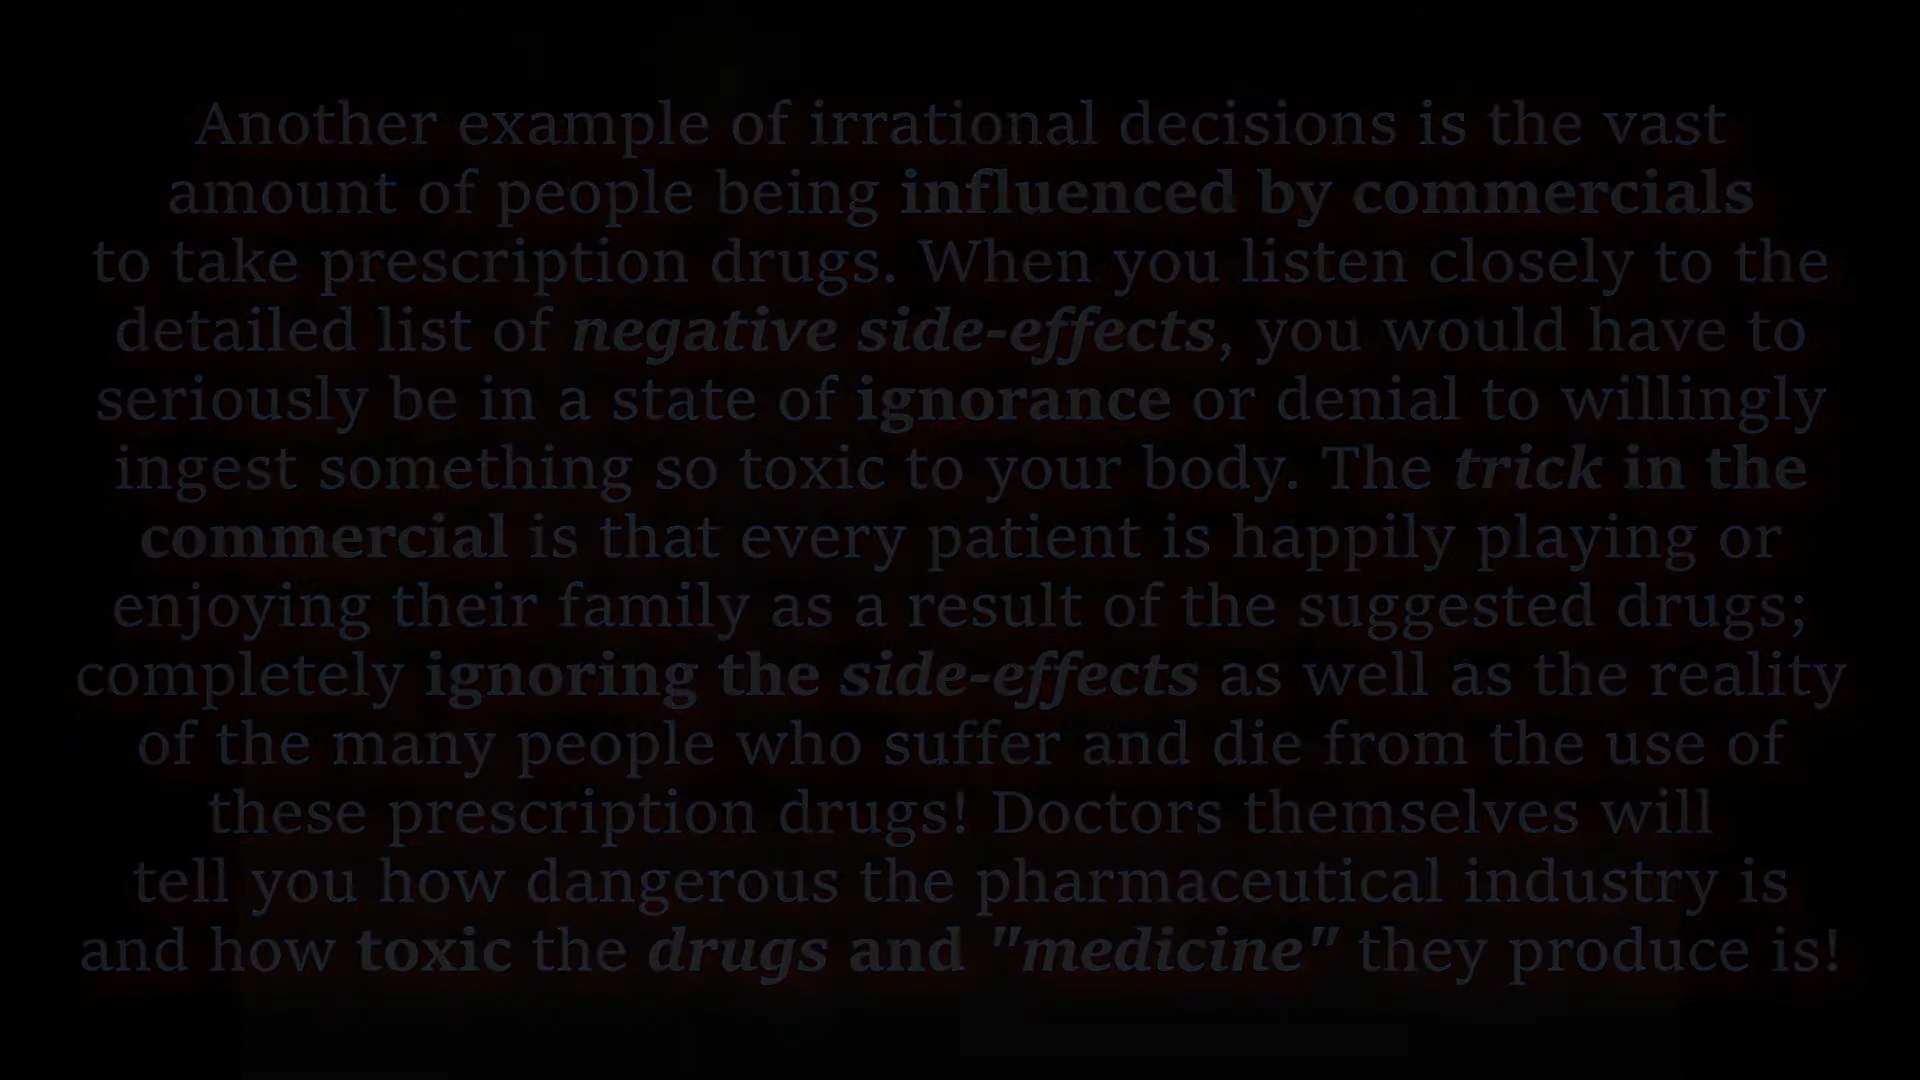 Another example of irrational decisions is the vast
amount of people being influenced by commercials
to take prescription drugs. When you listen closely to the
detailed list of negative side-effects, you would have to
seriously be in a state of ignorance or denial to willingly
ingest something so toxic to your body. The trick in the
commercial is that every patient is happily playing or
enjoying their family as a result of the suggested drugs;
completely ignoring the side-effects as well as the reality
of the many people who suffer and die from the use of
these prescription drugs! Doctors themselves will
tell you how dangerous the pharmaceutical industry is
and how toxic the drugs and "medicine" they produce is!